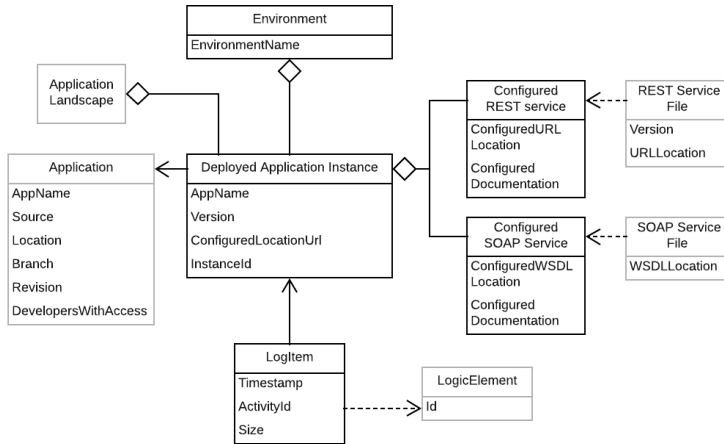 Environment
EnvironmentName
Application
Landscape
Configured
REST service
ConfiguredURL
Location
Configured
Documentation
REST Service
File
Version
URLLocation
Application
AppName
Source
Location
Branch
Revision
DevelopersWithAccess
Deployed Application Instance
AppName
Version
ConfiguredLocationUrl
InstanceId
Configured
SOAP Service
ConfiguredWSDL
Location
Configured
Documentation
SOAP Service
File
WSDLLocation
LogItem
Timestamp
ActivityId
Size
LogicElement
Id